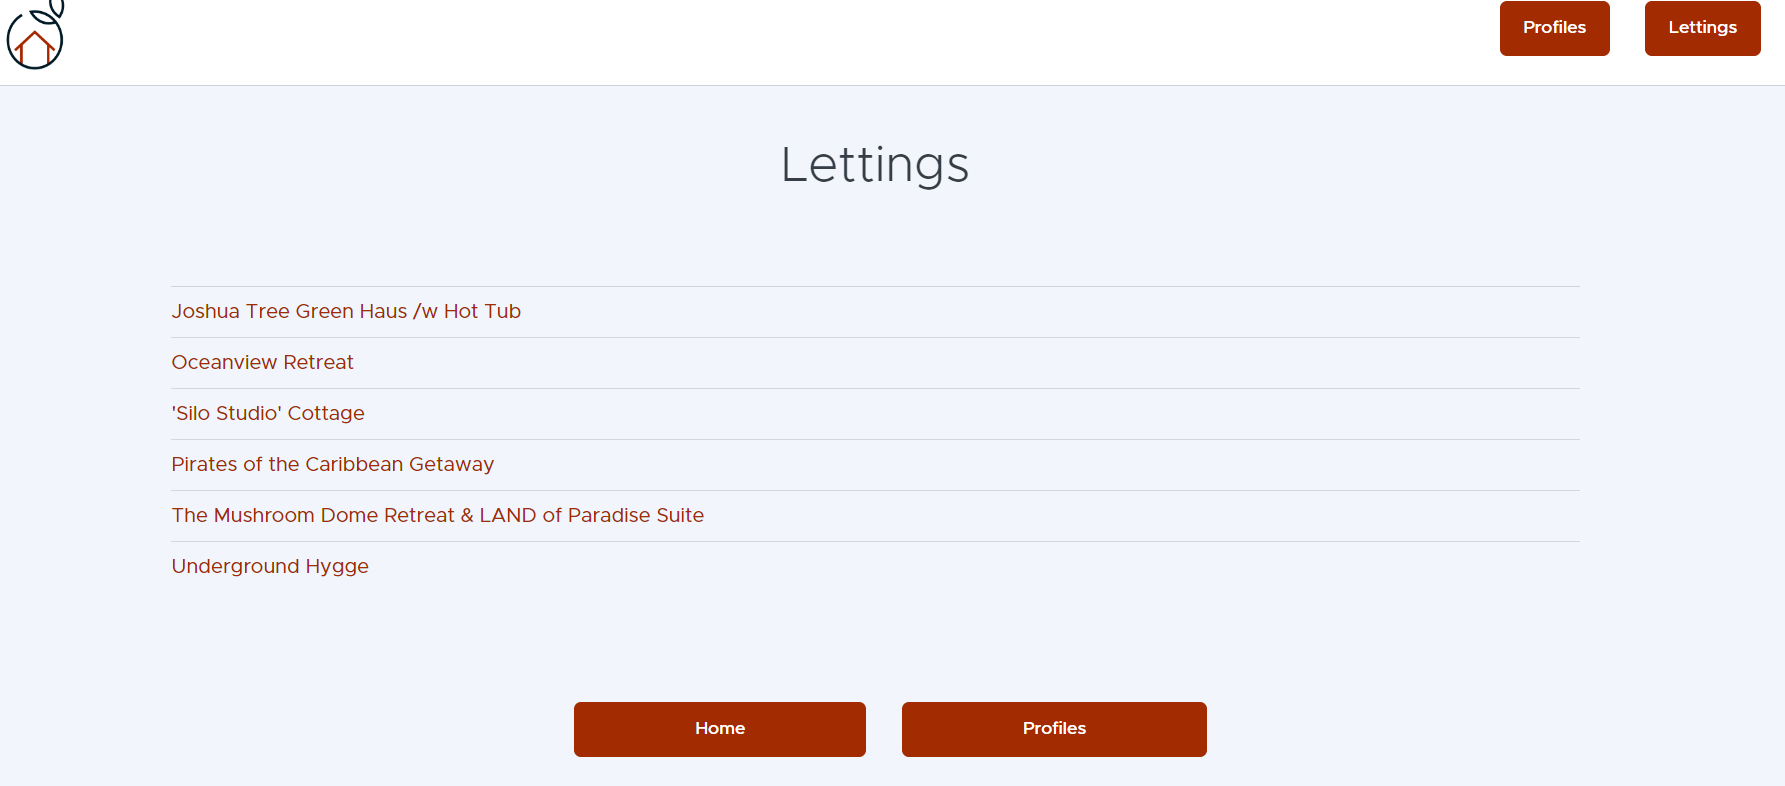 Profiles
Lettings
Lettings
Joshua Tree Green Haus /w Hot Tub
Oceanview Retreat
'Silo Studio' Cottage
Pirates of the Caribbean Getaway
The Mushroom Dome Retreat & LAND of Paradise Suite
Underground Hygge
Home
Profiles